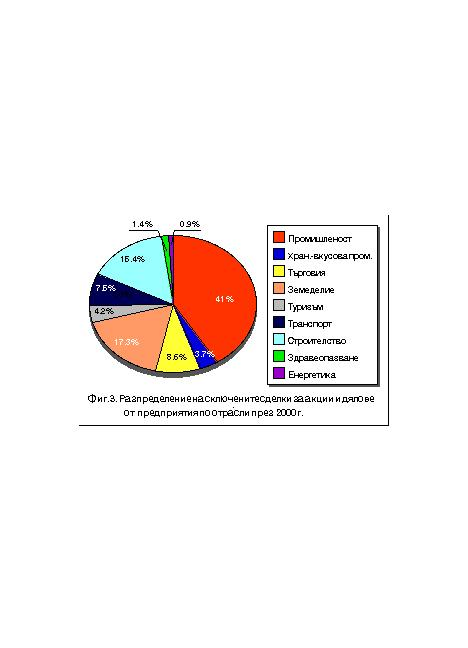 1.4% 0.9%
Промишленост
Хран.-вкусова пром.
Търговия
Земеделие
Туризъм
Транспорт
Строителство
Здравеопазване
Енергетика
15.4%
7.5%
4.2%
17.3%
8.6%
3.7%
41%
Фиг.3. Разпределение на сключените сделки за акции и дялове
от предприятия по отрасли през 2000 г.